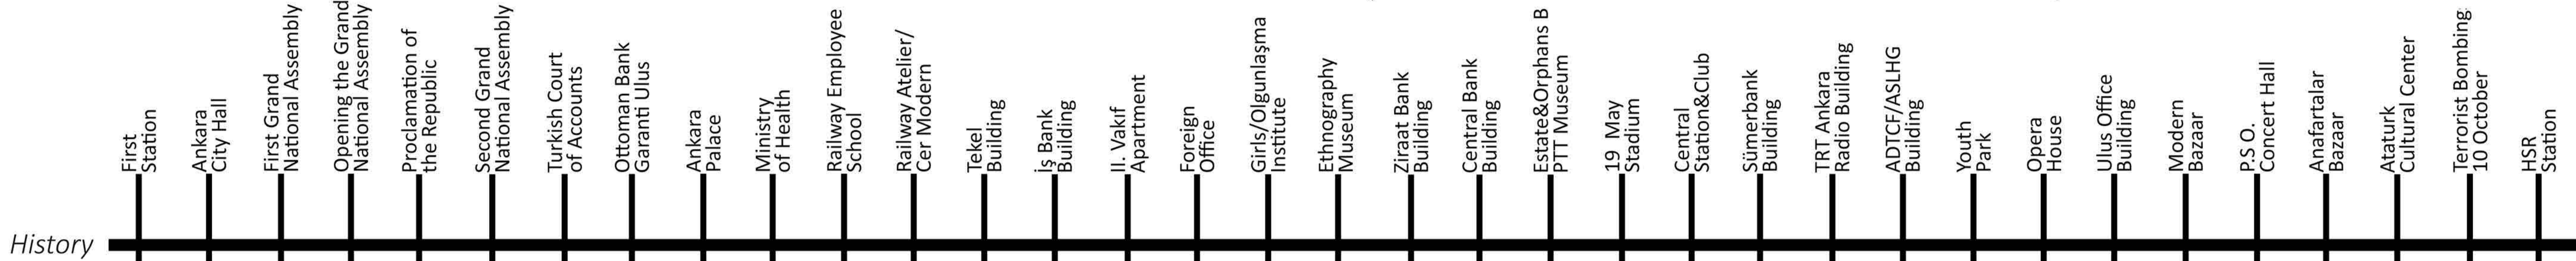 First
Station
Ankara
City Hall
First Grand
National Assembly
Opening the Grand
National Assembly
Proclamation of
the Republic
Second Grand
National Assembly
Turkish Court
of Accounts
Ottoman Bank
Garanti Ulus
Ankara
Palace
Ministry
of Health
Railway Employee
School
Railway Atelier/
Cer Modern
Tekel
Building
İş Bank
Building
II. Vakıf
Apartment
Foreign
Office
Girls/Olgunlaşma
Institute
Ethnography
Museum
Ziraat Bank
Building
Central Bank
Building
Estate&Orphans B
PTT Museum
19 May
Stadium
Central
Station&Club
Sümerbank
Building
TRT Ankara
Radio Building
ADTCF/ASLHG
Building
Youth
Park
Opera
House
Ulus Office
Building
Modern
Bazaar
P.S O.
Concert Hall
Anafartalar
Bazaar
Ataturk
Cultural Center
Terrorist Bombing
10 October
HSR
Station
History